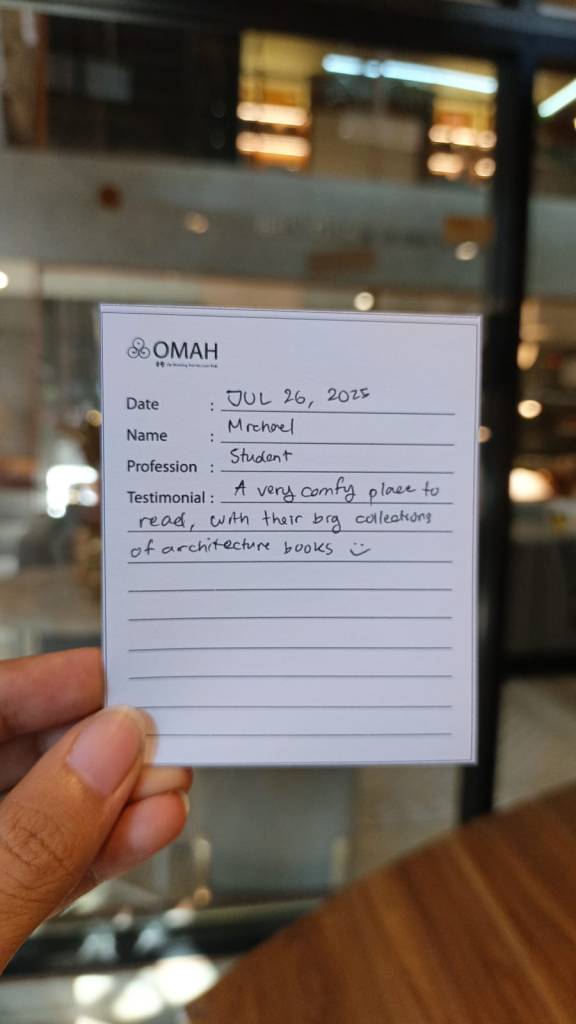 OMAH
Date : JUL 26, 2025
Name : Michael
Profession : Student
Testimonial : A very comfy place to
read, with their big collections
of architecture books :)